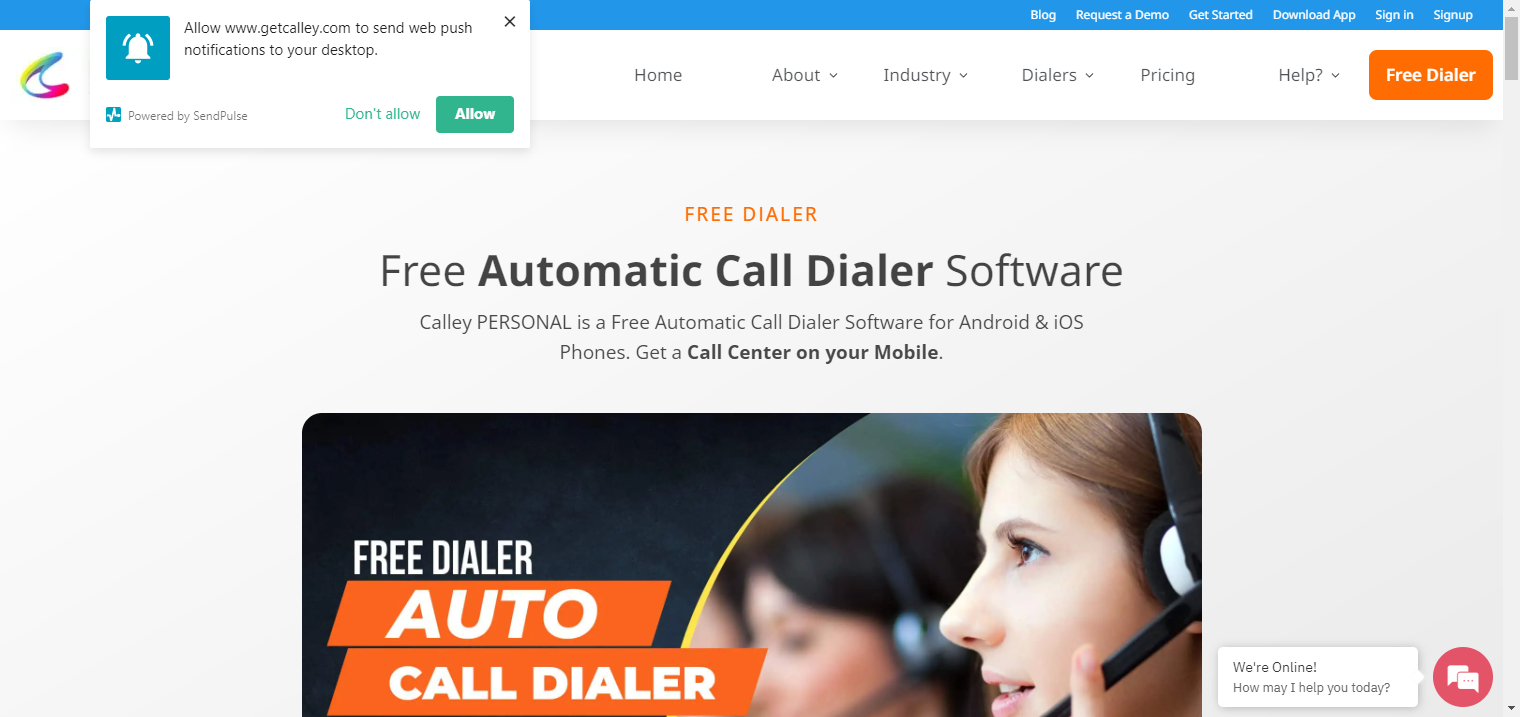 Blog Request a Demo Get Started Download App Sign in Signup
Allow www.getcalley.com to send web push
notifications to your desktop.
Powered by SendPulse
Don't allow
Allow
Home About Industry Dialers Pricing Help? Free Dialer
FREE DIALER
Free Automatic Call Dialer Software
Calley PERSONAL is a Free Automatic Call Dialer Software for Android & iOS
Phones. Get a Call Center on your Mobile.
FREE DIALER
AUTO
CALL DIALER
We're Online!
How may I help you today?